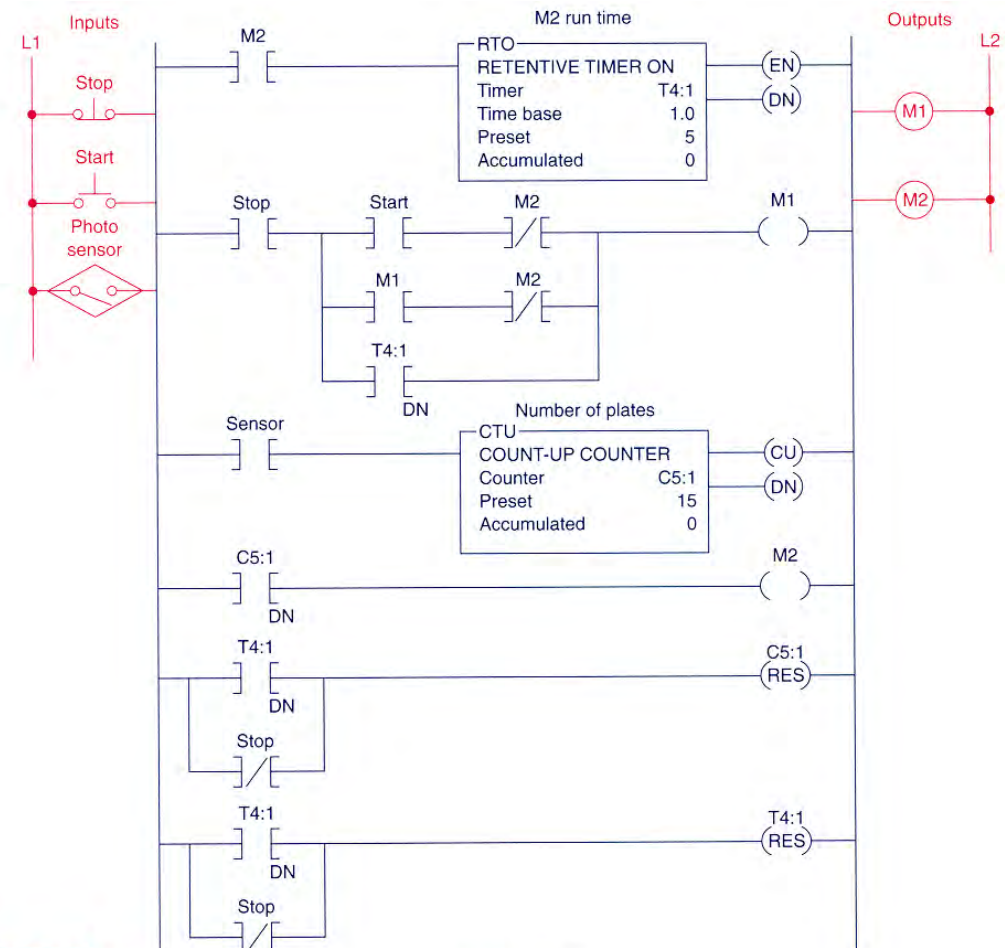 Inputs
L1
Stop
Start
Photo
sensor
M2 run time
M2
RTO
RETENTIVE TIMER ON
Timer T4:1
Time base 1.0
Preset 5
Accumulated 0
EN
DN
Outputs
L2
M1
M2
Stop Start M2 M1
M1 M2
T4:1
DN
Number of plates
Sensor
CTU
COUNT-UP COUNTER
Counter C5:1
Preset 15
Accumulated 0
CU
DN
C5:1 M2
DN
T4:1 C5:1
RES
DN
Stop
T4:1 T4:1
RES
DN
Stop